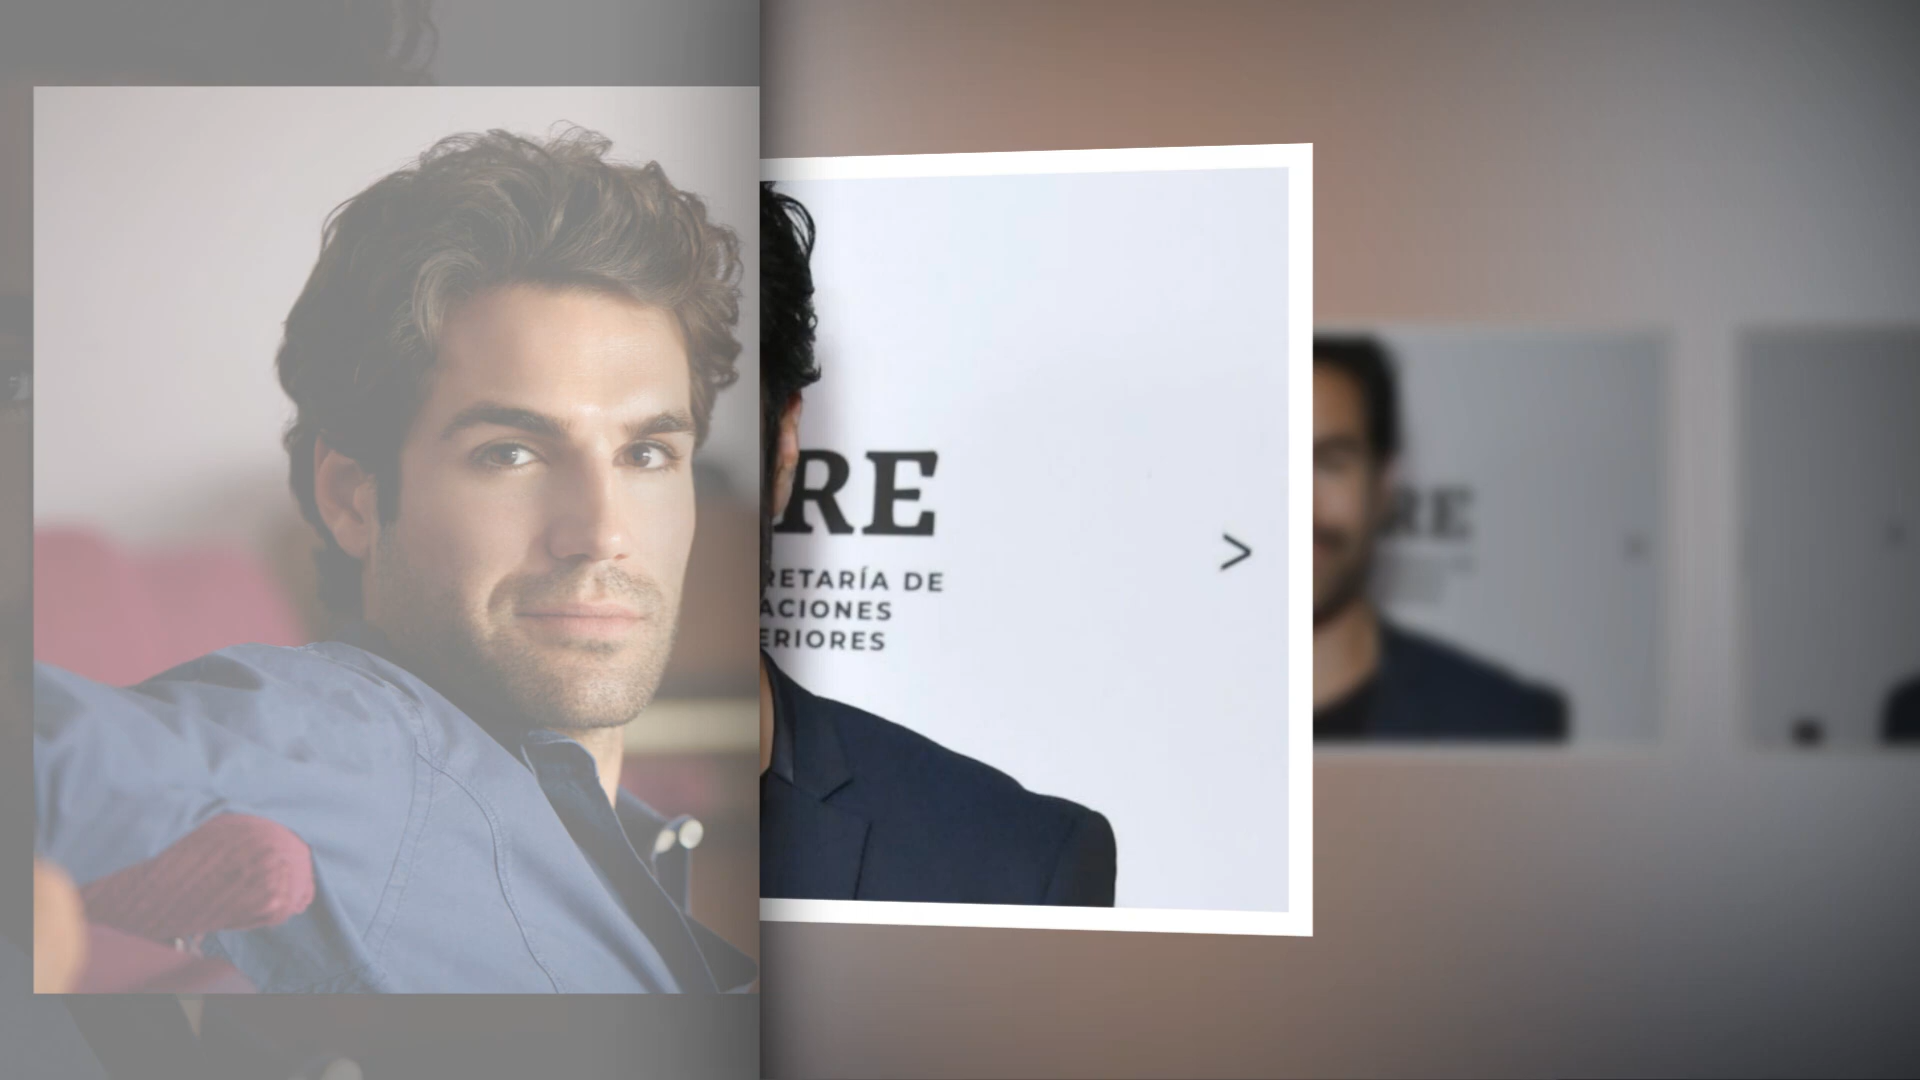 RE
RETARÍA DE
ACIONES
ERIORES
>